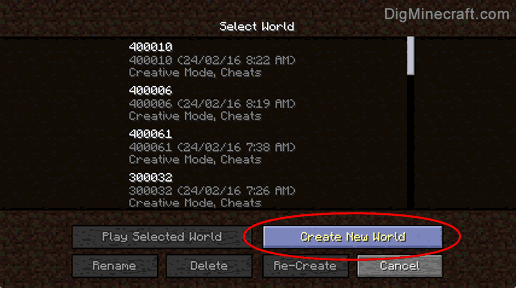 DigMinecraft.com
Select World
400010
400010 (24/02/16 8:22 AM)
Creative Mode, Cheats
400006
400006 (24/02/16 8:19 AM)
Creative Mode, Cheats
400061
400061 (24/02/16 7:38 AM)
Creative Mode, Cheats
300032
300032 (24/02/16 7:26 AM)
Creative Mode, Cheats
Play Selected World Create New World
Rename Delete Re-Create Cancel